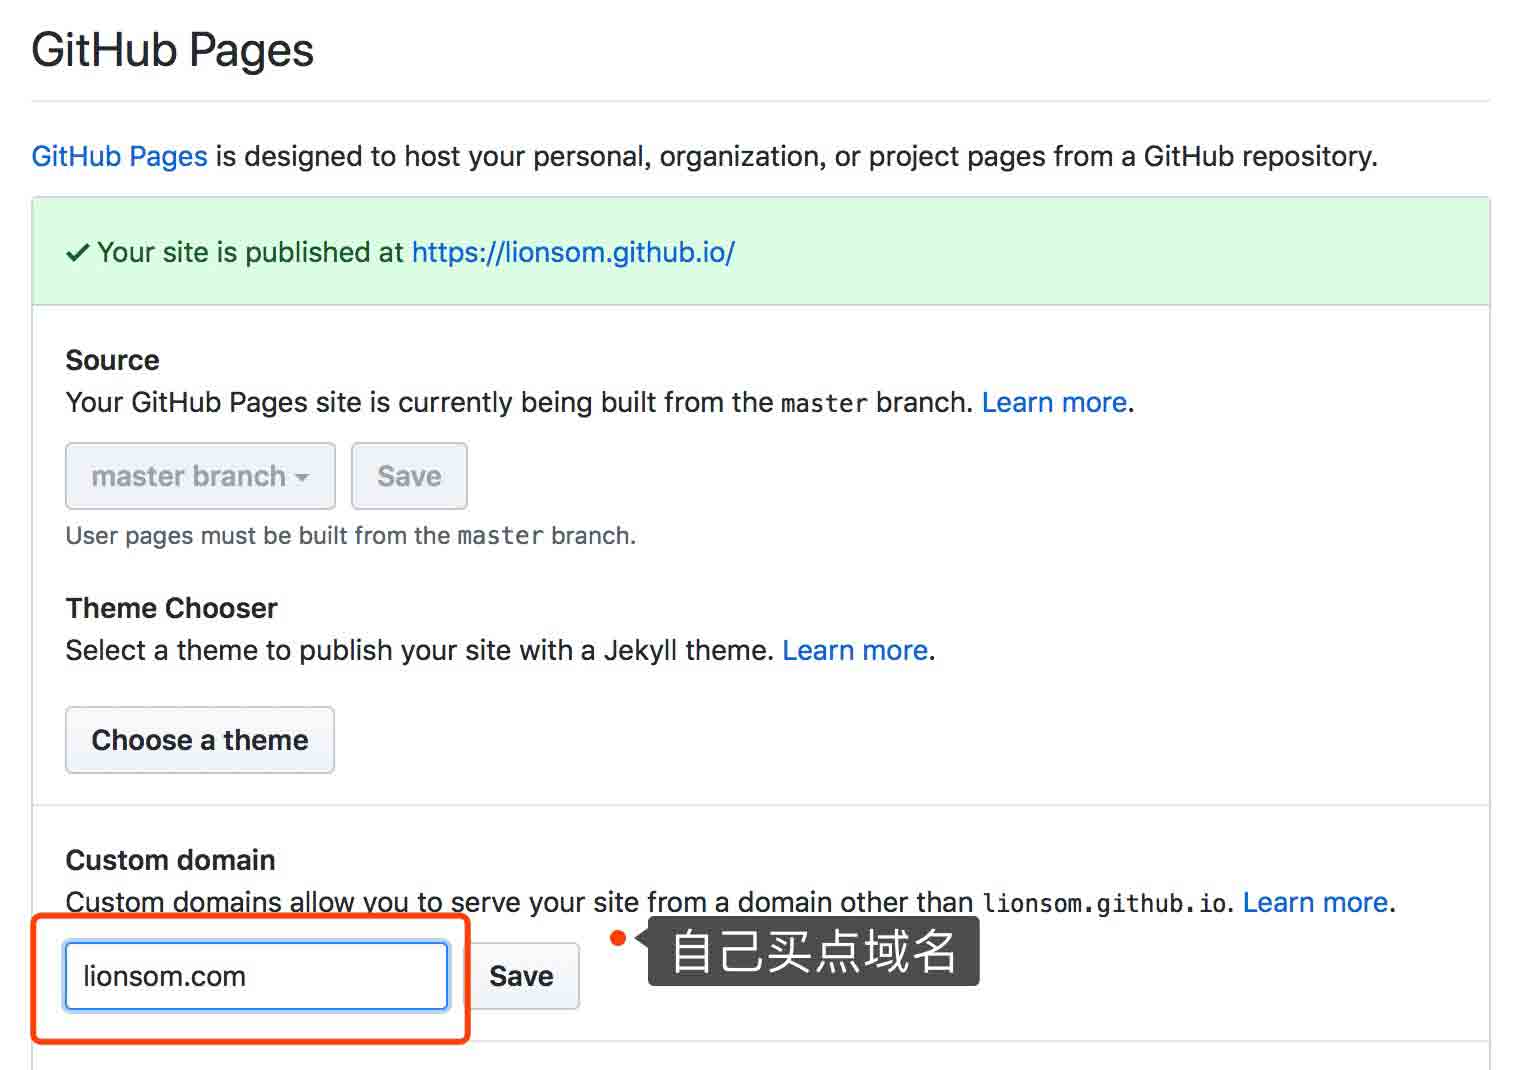 GitHub Pages
GitHub Pages is designed to host your personal, organization, or project pages from a GitHub repository.
Your site is published at https://lionsom.github.io/
Source
Your GitHub Pages site is currently being built from the master branch. Learn more.
master branch Save
User pages must be built from the master branch.
Theme Chooser
Select a theme to publish your site with a Jekyll theme. Learn more.
Choose a theme
Custom domain
Custom domains allow you to serve your site from a domain other than lionsom.github.io. Learn more.
lionsom.com Save 自己买点域名